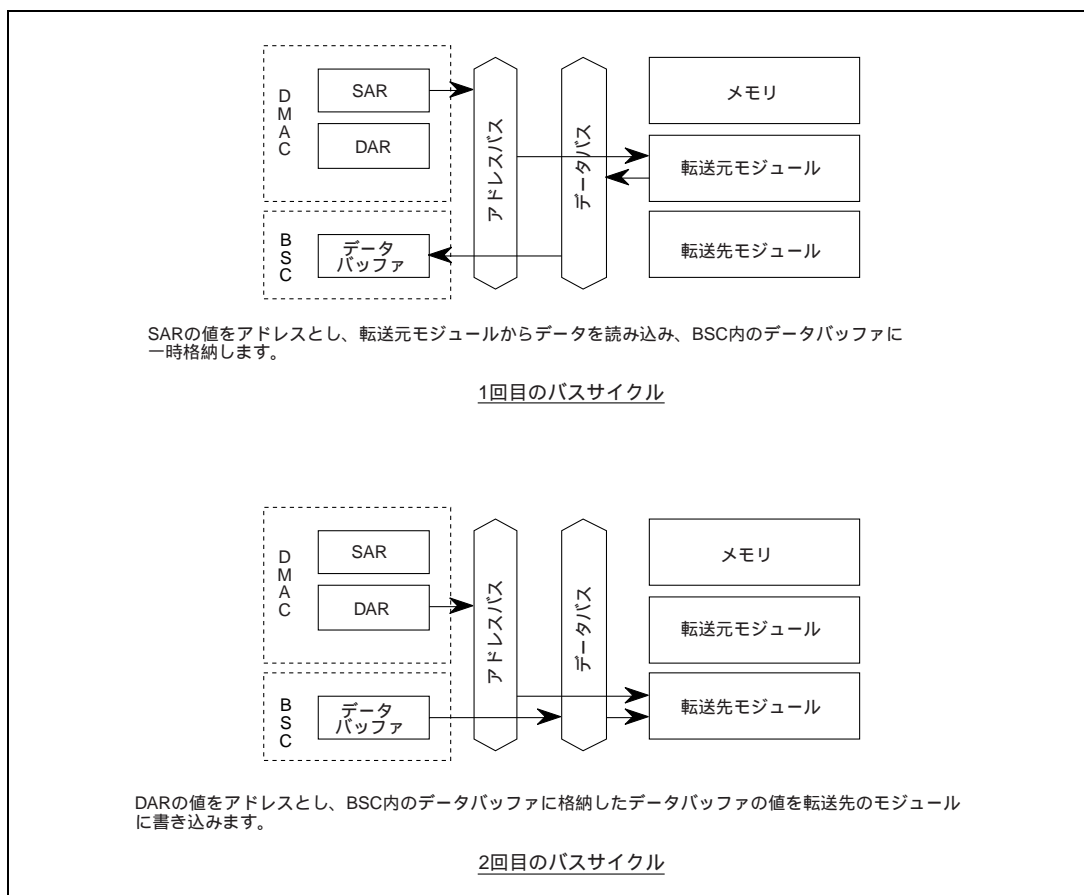 DMAC
SAR
DAR
アドレスバス
データバス
メモリ
転送元モジュール
転送先モジュール
BSC
データ
バッファ
SARの値をアドレスとし、転送元モジュールからデータを読み込み、BSC内のデータバッファに
一時格納します。
1回目のバスサイクル
DMAC
SAR
DAR
アドレスバス
データバス
メモリ
転送元モジュール
転送先モジュール
BSC
データ
バッファ
DARの値をアドレスとし、BSC内のデータバッファに格納したデータバッファの値を転送先のモジュール
に書き込みます。
2回目のバスサイクル